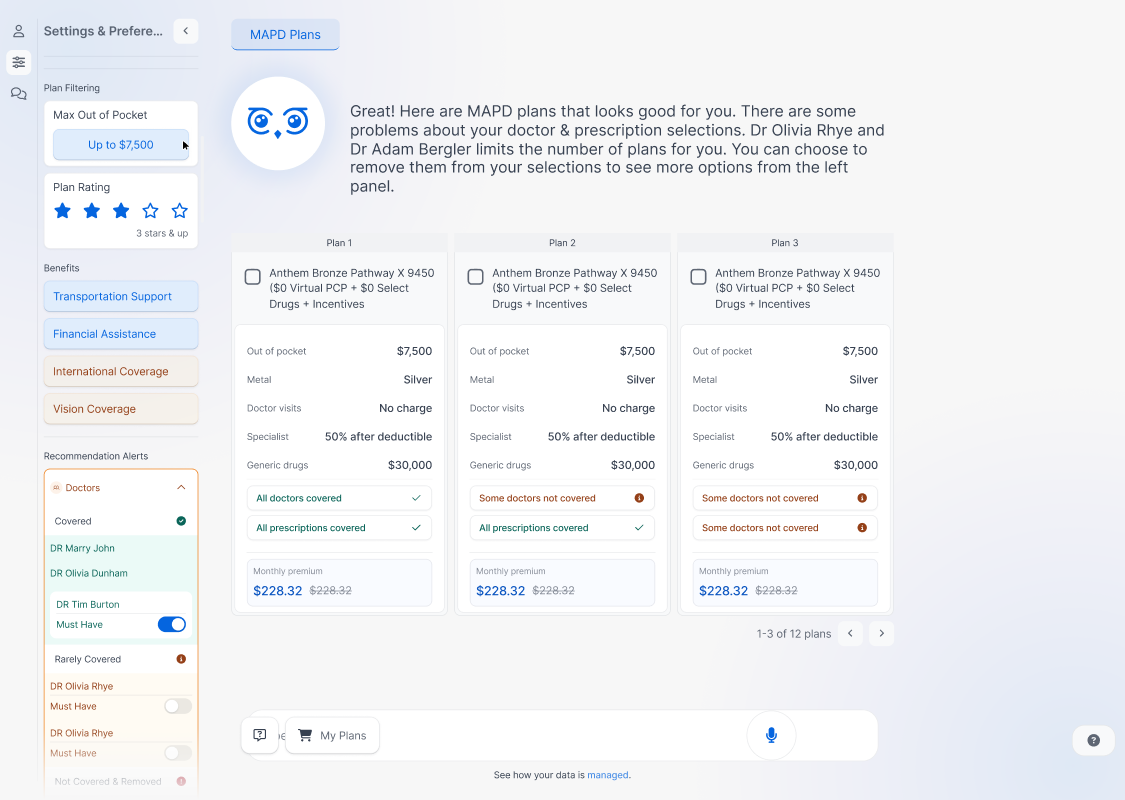 Settings & Prefere...
Plan Filtering
Max Out of Pocket
Up to $7,500
Plan Rating
3 stars & up
Benefits
Transportation Support
Financial Assistance
International Coverage
Vision Coverage
Recommendation Alerts
Doctors
Covered
DR Marry John
DR Olivia Dunham
DR Tim Burton
Must Have
Rarely Covered
DR Olivia Rhye
Must Have
DR Olivia Rhye
Must Have
Not Covered & Removed
MAPD Plans
Great! Here are MAPD plans that looks good for you. There are some
problems about your doctor & prescription selections. Dr Olivia Rhye and
Dr Adam Bergler limits the number of plans for you. You can choose to
remove them from your selections to see more options from the left
panel.
Plan 1
Anthem Bronze Pathway X 9450
($0 Virtual PCP + $0 Select
Drugs + Incentives
Out of pocket $7,500
Metal Silver
Doctor visits No charge
Specialist 50% after deductible
Generic drugs $30,000
All doctors covered
All prescriptions covered
Monthly premium
$228.32 $228.32
Plan 2
Anthem Bronze Pathway X 9450
($0 Virtual PCP + $0 Select
Drugs + Incentives
Out of pocket $7,500
Metal Silver
Doctor visits No charge
Specialist 50% after deductible
Generic drugs $30,000
Some doctors not covered
All prescriptions covered
Monthly premium
$228.32 $228.32
Plan 3
Anthem Bronze Pathway X 9450
($0 Virtual PCP + $0 Select
Drugs + Incentives
Out of pocket $7,500
Metal Silver
Doctor visits No charge
Specialist 50% after deductible
Generic drugs $30,000
Some doctors not covered
Some doctors not covered
Monthly premium
$228.32 $228.32
1-3 of 12 plans
My Plans
See how your data is managed.